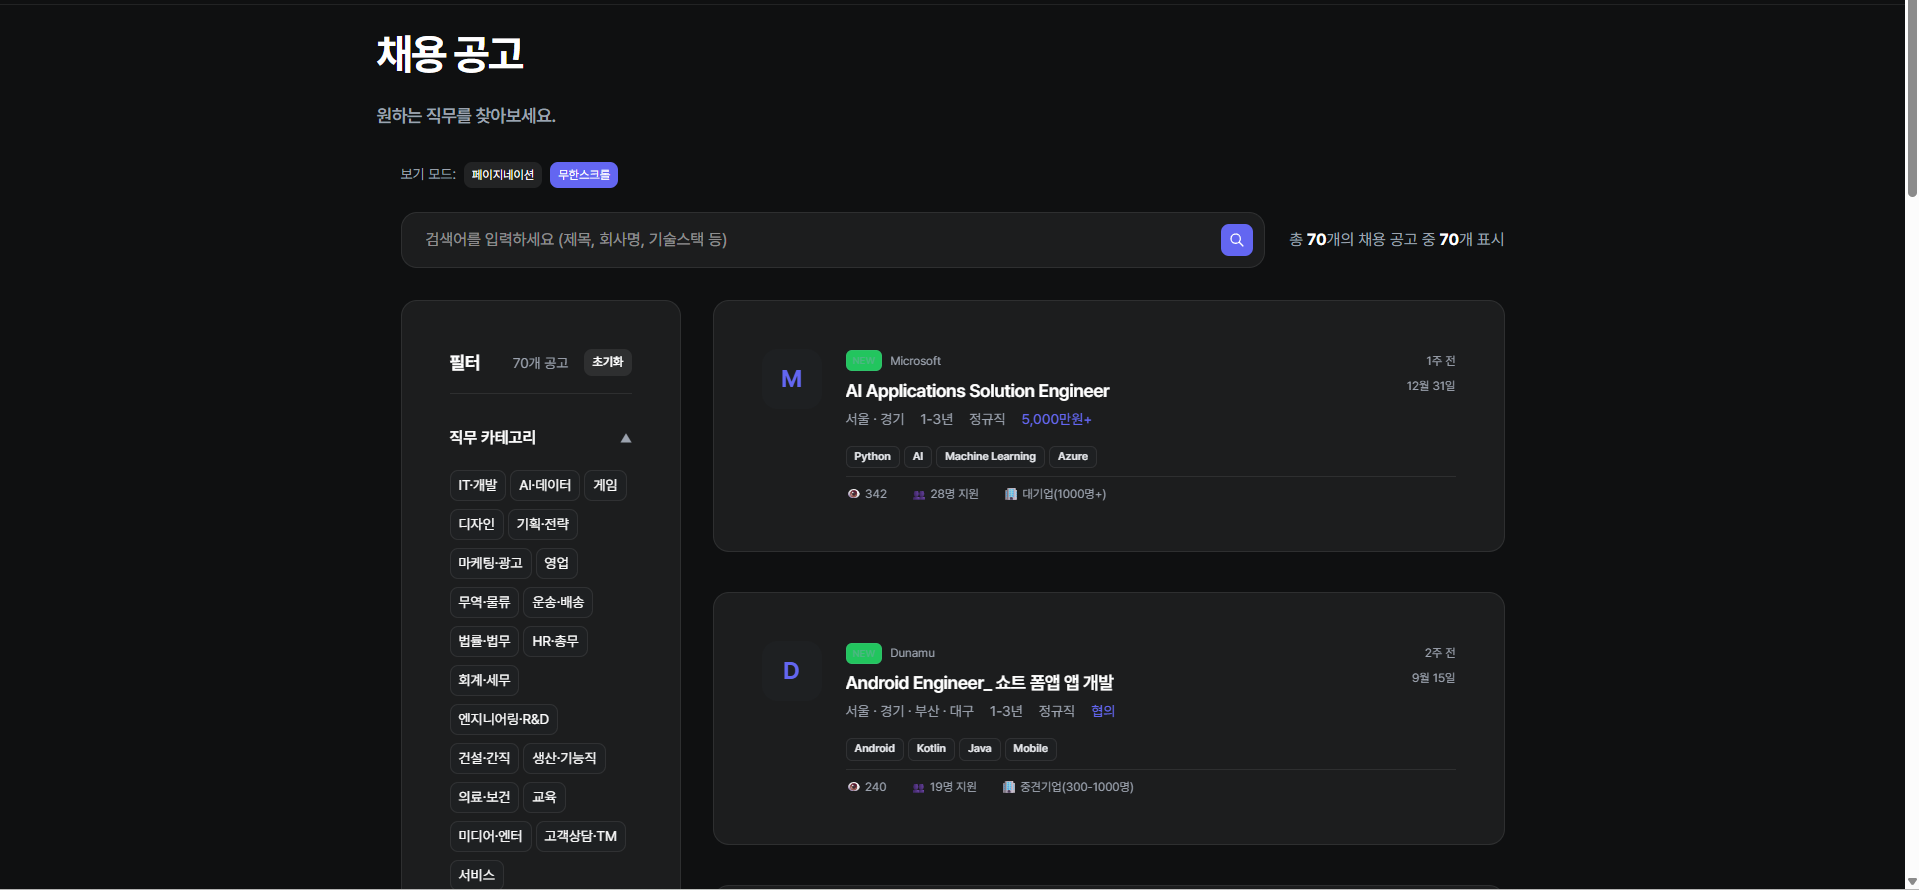 채용 공고
원하는 직무를 찾아보세요.
보기 모드: 페이지네이션 무한스크롤
검색어를 입력하세요 (제목, 회사명, 기술스택 등)
총 70개의 채용 공고 중 70개 표시
필터 70개 공고 초기화
직무 카테고리 ▲
IT·개발 AI·데이터 게임
디자인 기획·전략
마케팅·광고 영업
무역·물류 운송·배송
법률·법무 HR·총무
회계·세무
엔지니어링·R&D
건설·간직 생산·기능직
의료·보건 교육
미디어·엔터 고객상담·TM
서비스
M
Microsoft
1주 전
AI Applications Solution Engineer
12월 31일
서울 · 경기 1-3년 정규직 5,000만원+
Python AI Machine Learning Azure
342 28명 지원 대기업(1000명+)
D
Dunamu
2주 전
Android Engineer_ 쇼트 폼앱 앱 개발
9월 15일
서울 · 경기 · 부산 · 대구 1-3년 정규직 협의
Android Kotlin Java Mobile
240 19명 지원 중견기업(300-1000명)